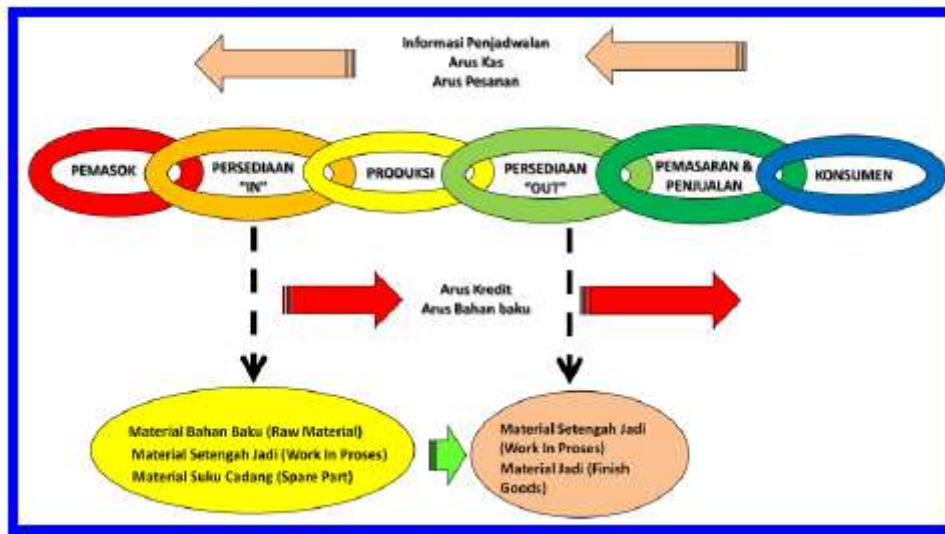 Informasi Penjadwalan
Arus Kas
Arus Pesanan
PEMASOK
PERSEDIAAN
"IN"
PRODUKSI
PERSEDIAAN
"OUT"
PEMASARAN &
PENJUALAN
KONSUMEN
Arus Kredit
Arus Bahan baku
Material Bahan Baku (Raw Material)
Material Setengah Jadi (Work In Proses)
Material Suku Cadang (Spare Part)
Material Setengah Jadi
(Work In Proses)
Material Jadi (Finish
Goods)